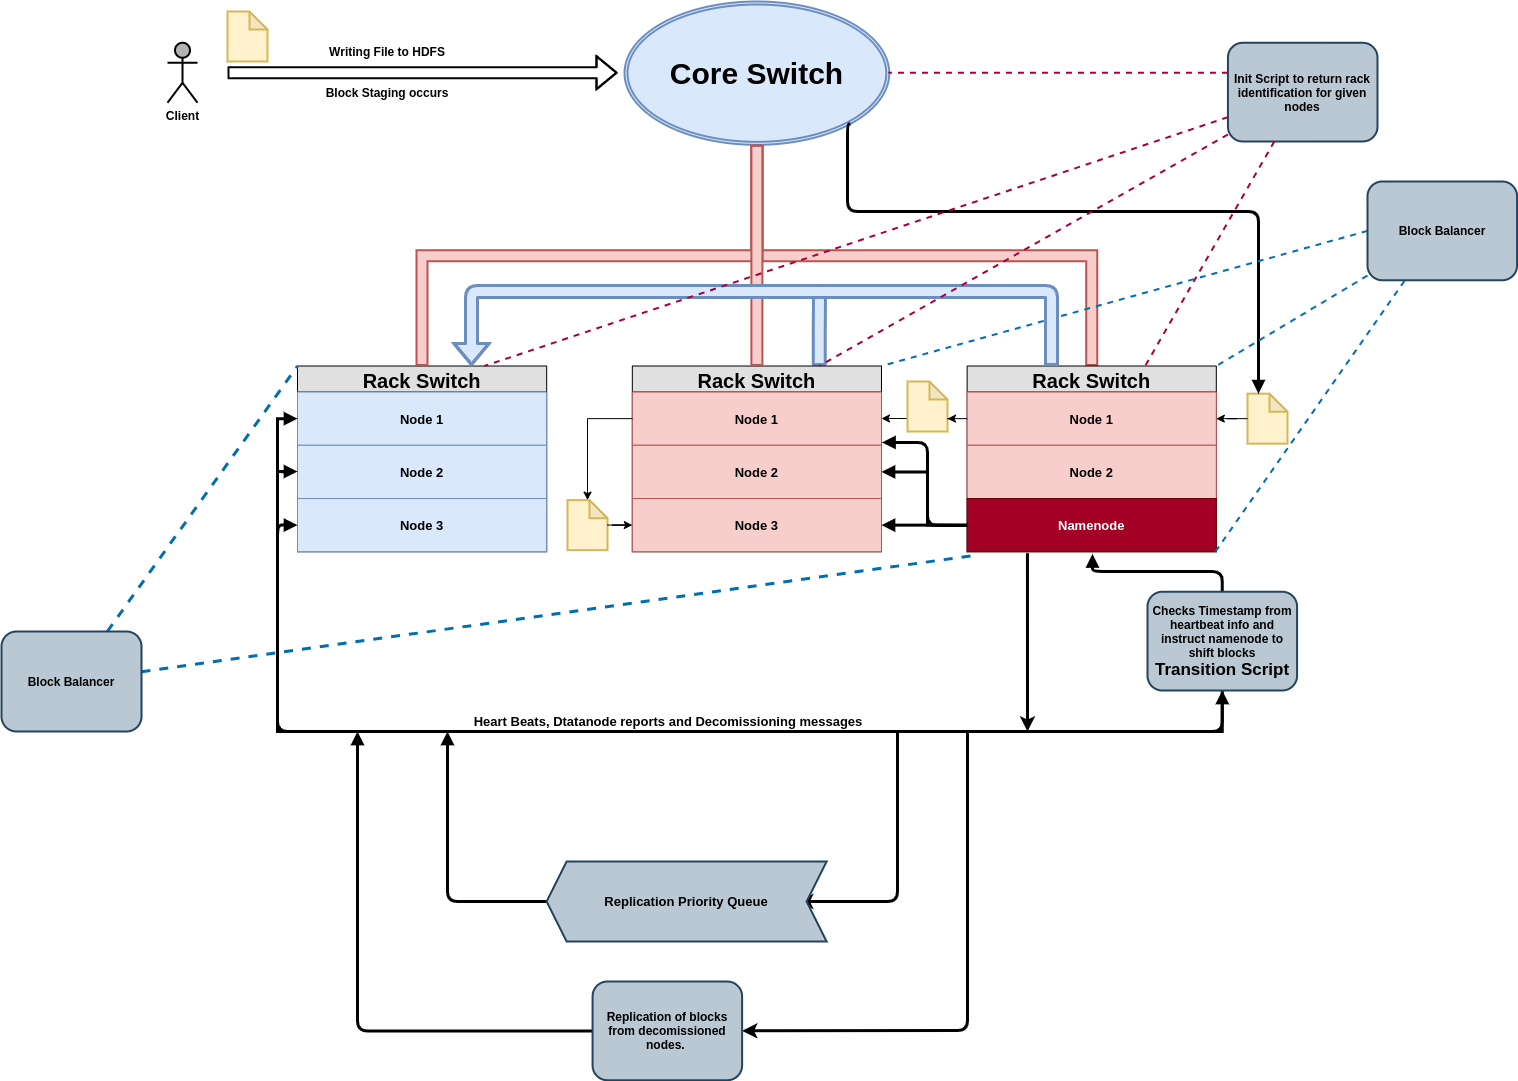 Writing File to HDFS
Block Staging occurs
Client
Core Switch
Init Script to return rack
identification for given
nodes
Block Balancer
Rack Switch
Node 1
Node 2
Node 3
Rack Switch
Node 1
Node 2
Node 3
Rack Switch
Node 1
Node 2
Namenode
Checks Timestamp from
heartbeat info and
instruct namenode to
shift blocks
Transition Script
Block Balancer
Heart Beats, Dtatanode reports and Decomissioning messages
Replication Priority Queue
Replication of blocks
from decomissioned
nodes.